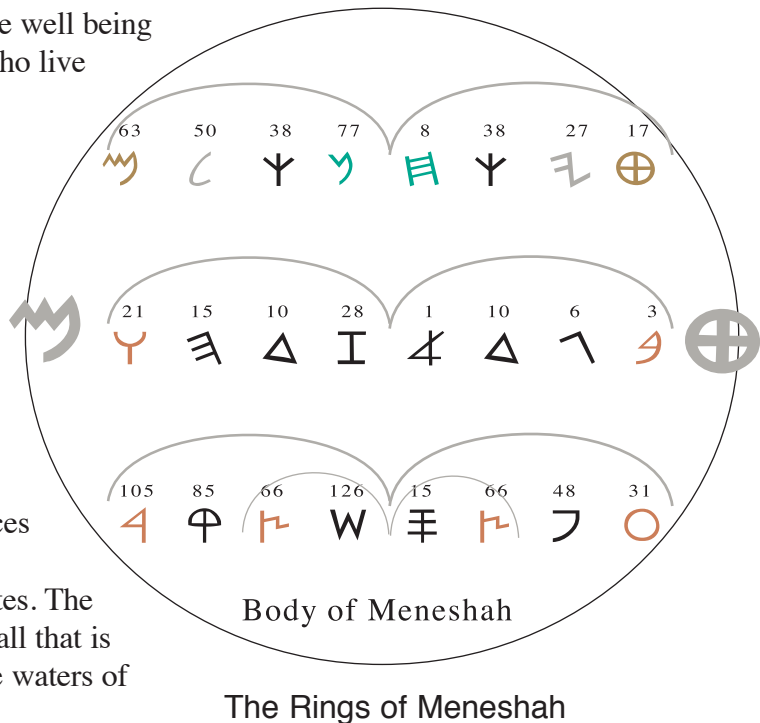 e well being
ho live
63 50 38 77 8 38 27 17
𐤌 𐤋 𐤊 𐤍 𐤇 𐤊 𐤉 𐤈
21 15 10 28 1 10 6 3
𐤌 𐤅 𐤄 𐤃 𐤆 𐤀 𐤃 𐤂 𐤁 𐤈
105 85 66 126 15 66 48 31
𐤓 𐤒 𐤑 𐤔 𐤎 𐤑 𐤐 𐤏
ces
tes. The
all that is
e waters of
Body of Meneshah
The Rings of Meneshah